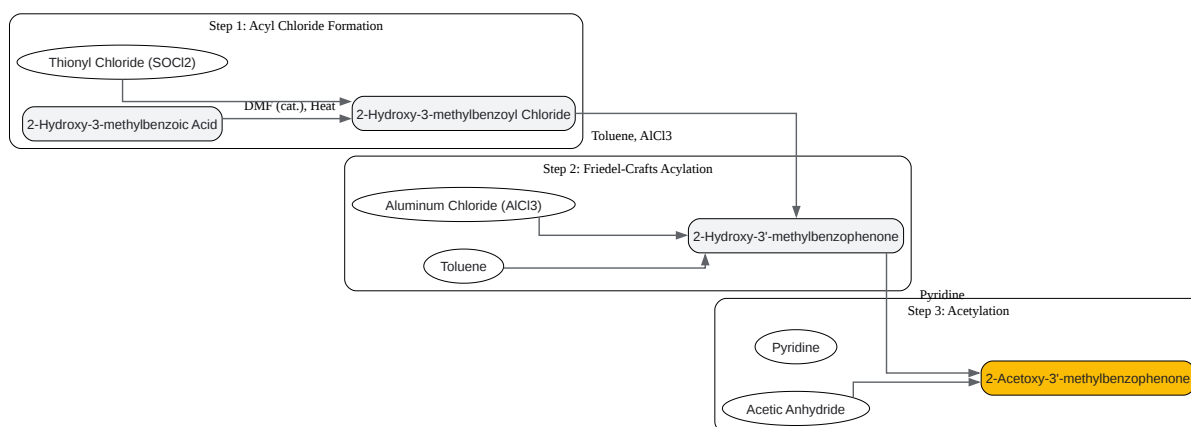 Step 1: Acyl Chloride Formation
Thionyl Chloride (SOCl2)
DMF (cat.), Heat
2-Hydroxy-3-methylbenzoic Acid
2-Hydroxy-3-methylbenzoyl Chloride
Toluene, AlCl3
Step 2: Friedel-Crafts Acylation
Aluminum Chloride (AlCl3)
2-Hydroxy-3'-methylbenzophenone
Toluene
Pyridine
Step 3: Acetylation
Pyridine
2-Acetoxy-3'-methylbenzophenone
Acetic Anhydride